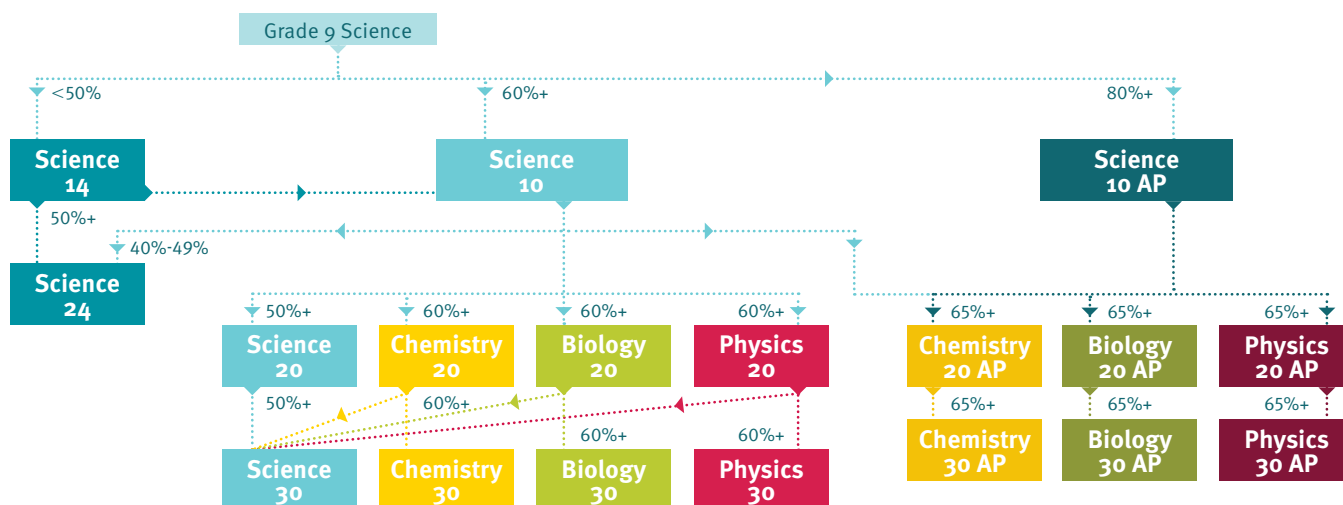 Grade 9 Science
<50%
60%+
80%+
Science
14
Science
10
Science
10 AP
50%+
40%-49%
Science
24
50%+
60%+
60%+
60%+
65%+
65%+
65%+
Science
20
Chemistry
20
Biology
20
Physics
20
Chemistry
20 AP
Biology
20 AP
Physics
20 AP
50%+
60%+
60%+
60%+
65%+
65%+
65%+
Science
30
Chemistry
30
Biology
30
Physics
30
Chemistry
30 AP
Biology
30 AP
Physics
30 AP